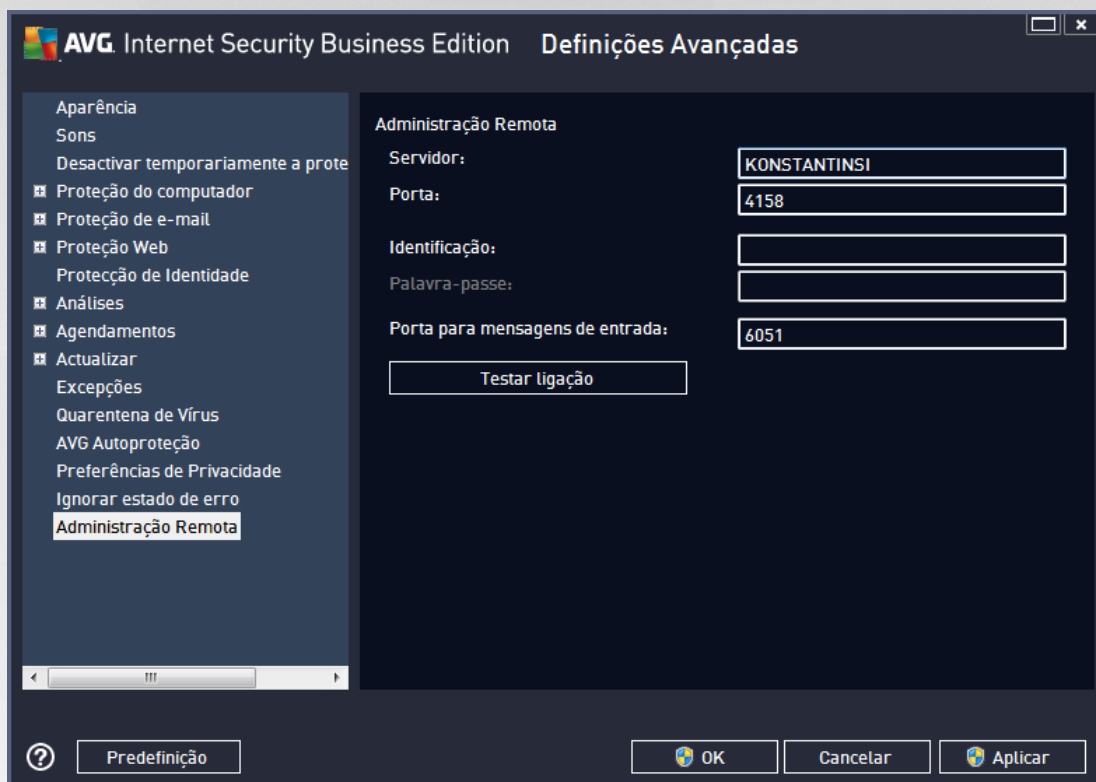 AVG. Internet Security Business Edition Definições Avançadas
Aparência
Sons
Desactivar temporariamente a prote
Proteção do computador
Proteção de e-mail
Proteção Web
Protecção de Identidade
Análises
Agendamentos
Actualizar
Excepções
Quarentena de Vírus
AVG Autoproteção
Preferências de Privacidade
Ignorar estado de erro
Administração Remota
Administração Remota
Servidor: KONSTANTINSI
Porta: 4158
Identificação:
Palavra-passe:
Porta para mensagens de entrada: 6051
Testar ligação
Predefinição
OK
Cancelar
Aplicar